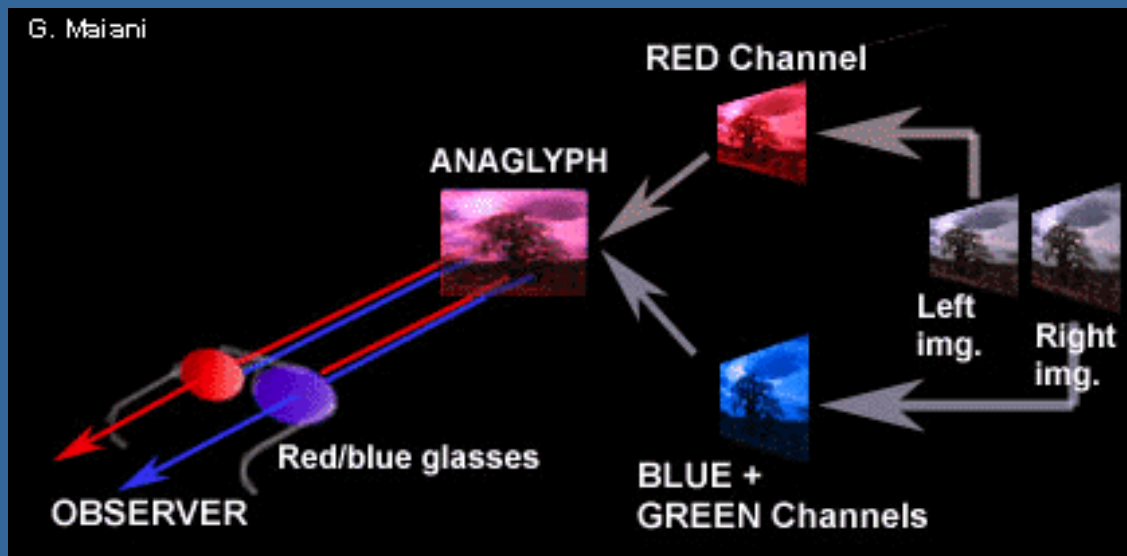 G. Maiani
RED Channel
ANAGLYPH
Left
img.
Right
img.
Red/blue glasses
OBSERVER
BLUE +
GREEN Channels